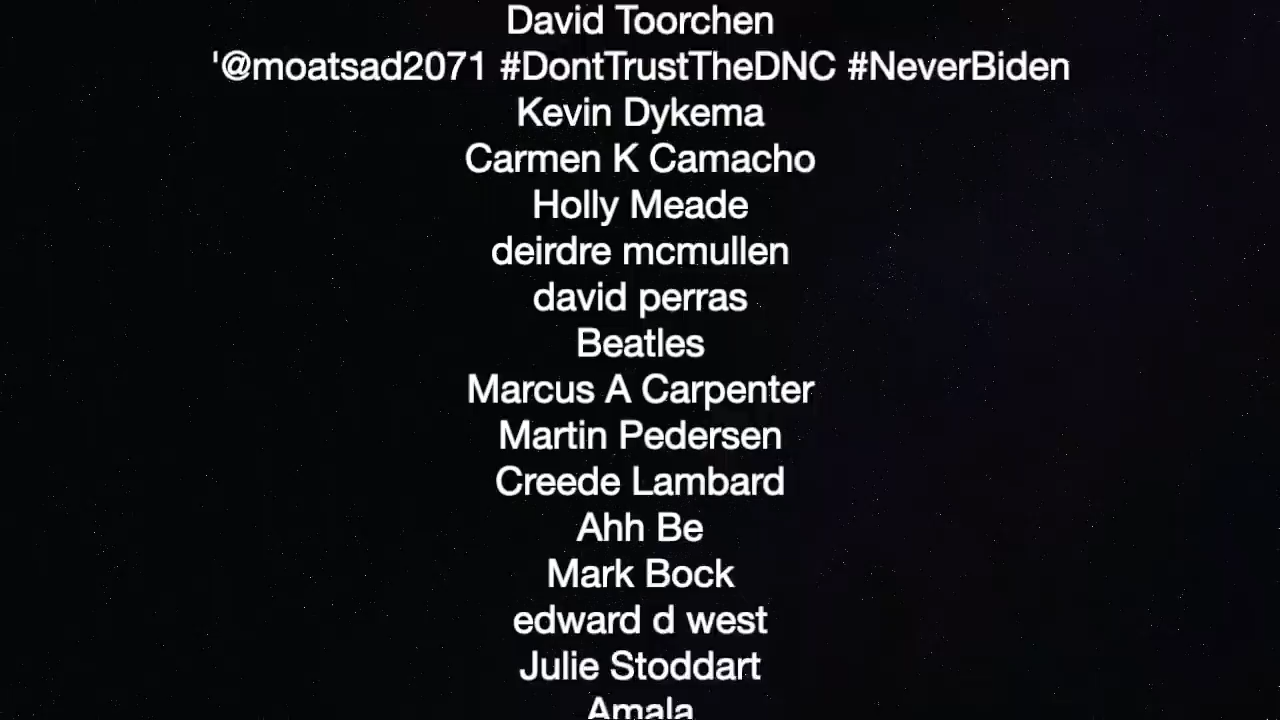 David Toorchen
'@moatsad2071 #DontTrustTheDNC #NeverBiden
Kevin Dykema
Carmen K Camacho
Holly Meade
deirdre mcmullen
david perras
Beatles
Marcus A Carpenter
Martin Pedersen
Creede Lambard
Ahh Be
Mark Bock
edward d west
Julie Stoddart
Amala